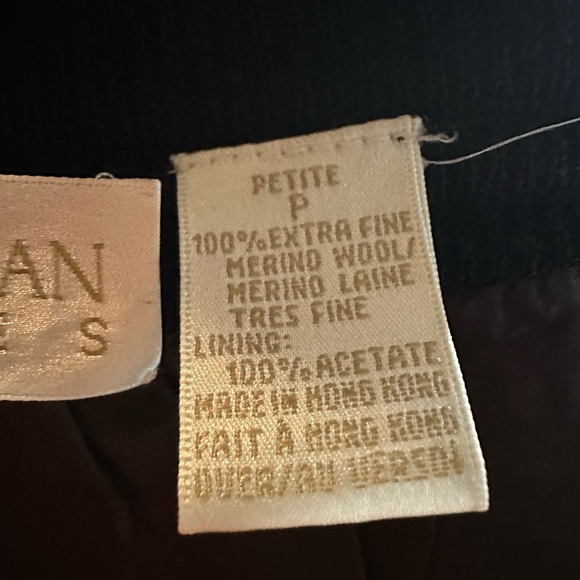 AN
S
PETITE
P
100% EXTRA FINE
MERINO WOOL/
MERINO LAINE
TRES FINE
LINING:
100% ACETATE
MADE IN HONG KONG
FAIT À HONG KONG
OVER/AU VERSO